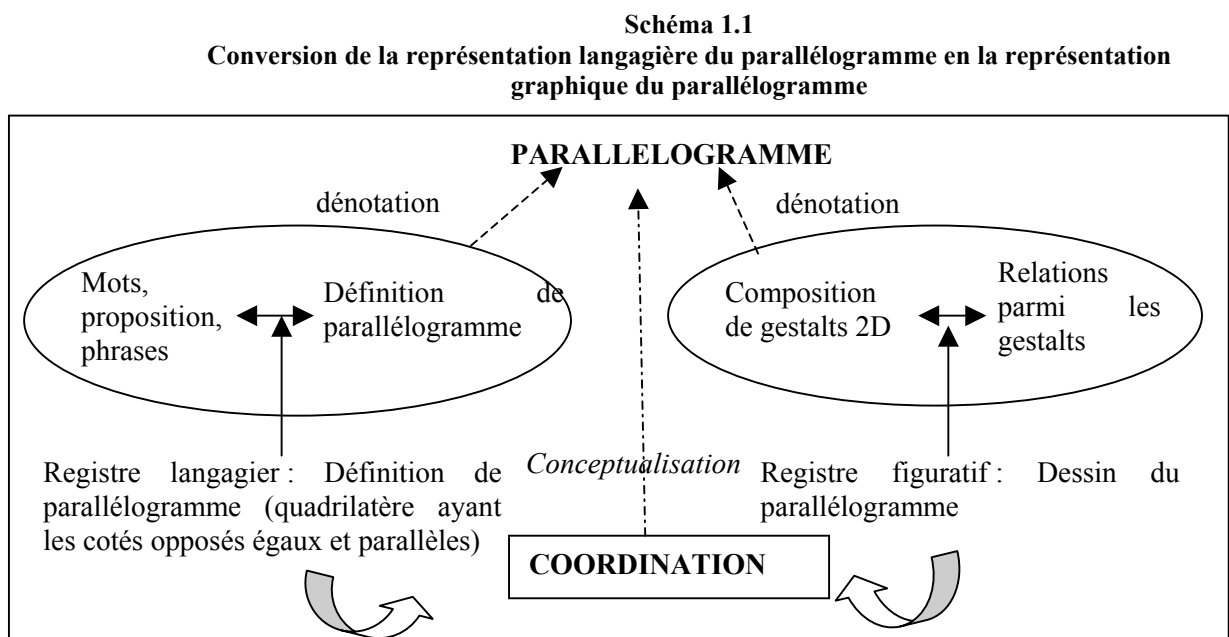 Schéma 1.1
Conversion de la représentation langagière du parallélogramme en la représentation
graphique du parallélogramme
PARALLELOGRAMME
dénotation
dénotation
Mots,
proposition,
phrases
Définition de
parallélogramme
Composition
de gestalts 2D
Relations
parmi les
gestalts
Registre langagier : Définition de
parallélogramme (quadrilatère ayant
les cotés opposés égaux et parallèles)
Conceptualisation
Registre figuratif : Dessin du
parallélogramme
COORDINATION